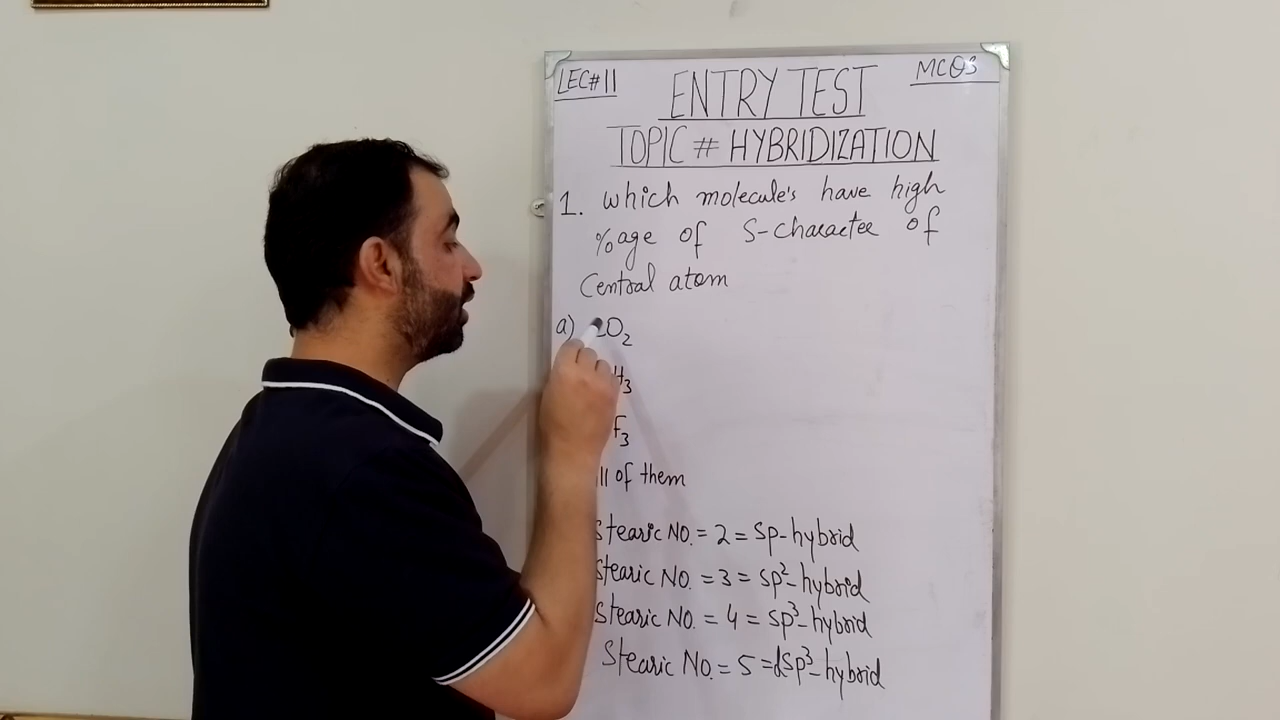 LEC#11
MCQS
ENTRY TEST
TOPIC # HYBRIDIZATION
1. which molecule's have high
%age of S-character of
Central atom
a) CO2
H3
F3
ll of them
Stearic NO. = 2 = Sp-hybrid
Stearic NO. = 3 = Sp²-hybrid
Stearic NO. = 4 = Sp³-hybrid
Stearic NO. = 5 = dSp³-hybrid